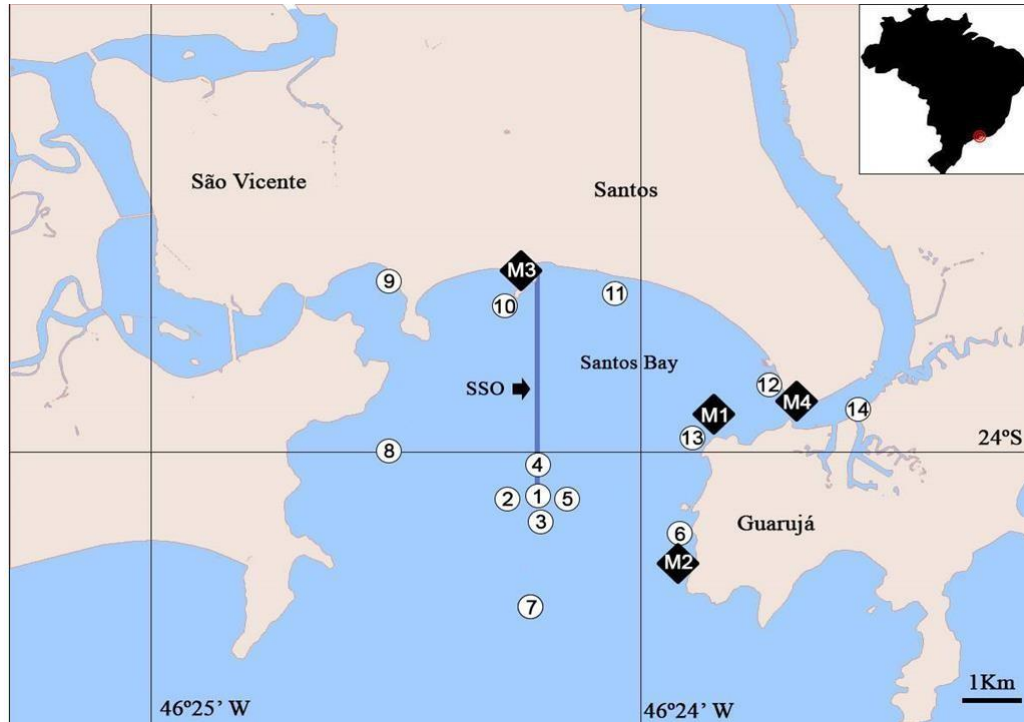 São Vicente
Santos
M3
9
10
11
Santos Bay
SSO
12
M4
M1
14
13
24ºS
8
4
2
1
5
3
Guarujá
6
M2
7
1Km
46º25' W
46º24' W